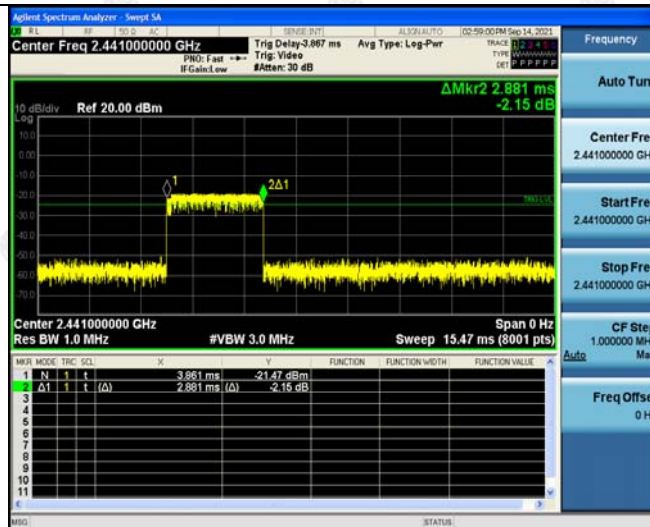 Agilent Spectrum Analyzer - Swept SA
RL RF 50 Ω AC SENSE:INT ALIGNAUTO 02:59:00 PM Sep 14, 2021
Center Freq 2.441000000 GHz
PNO: Fast
IFGain:Low
Trig Delay-3.867 ms
Trig: Video
#Atten: 30 dB
Avg Type: Log-Pwr
TRACE 1 2 3 4 5 6
TYPE
DET P P P P P P
ΔMkr2 2.881 ms
-2.15 dB
10 dB/div Ref 20.00 dBm
Log
10.0
0.00
-10.0
-20.0
-30.0
-40.0
-50.0
-60.0
-70.0
1
2Δ1
TRIG LVL
Center 2.441000000 GHz Span 0 Hz
Res BW 1.0 MHz #VBW 3.0 MHz Sweep 15.47 ms (8001 pts)
MKR MODE TRC SCL X Y FUNCTION FUNCTION WIDTH FUNCTION VALUE
1 N 1 t 3.861 ms -21.47 dBm
2 Δ1 1 t (Δ) 2.881 ms (Δ) -2.15 dB
3
4
5
6
7
8
9
10
11
MSG STATUS
Frequency
Auto Tun
Center Fre
2.441000000 GH
Start Fre
2.441000000 GH
Stop Fre
2.441000000 GH
CF Ste
1.000000 MH
Auto Ma
Freq Offse
0 H